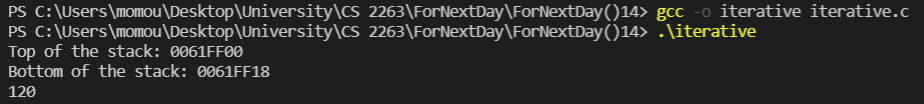 PS C:\Users\momou\Desktop\University\CS 2263\ForNextDay\ForNextDay()14> gcc -o iterative iterative.c
PS C:\Users\momou\Desktop\University\CS 2263\ForNextDay\ForNextDay()14> .\iterative
Top of the stack: 0061FF00
Bottom of the stack: 0061FF18
120